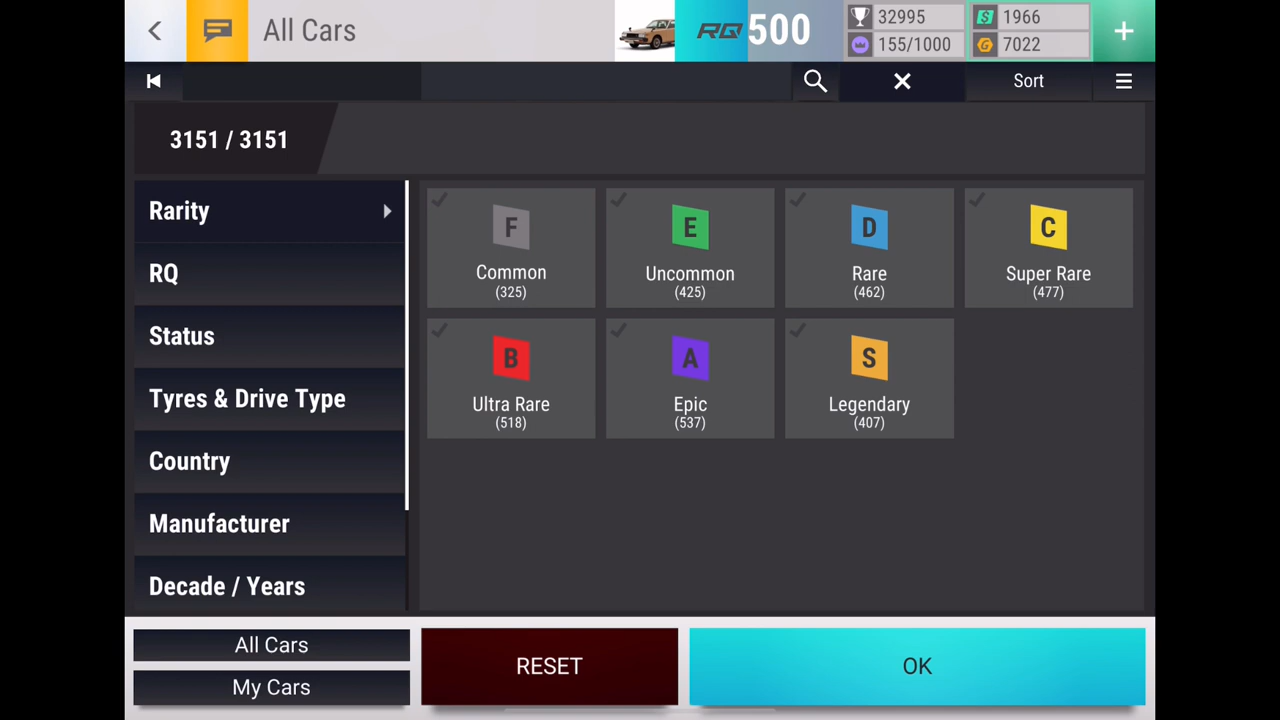 All Cars
RQ 500
32995
155/1000
1966
7022
+
Sort
3151 / 3151
Rarity
RQ
Status
Tyres & Drive Type
Country
Manufacturer
Decade / Years
F
Common
(325)
E
Uncommon
(425)
D
Rare
(462)
C
Super Rare
(477)
B
Ultra Rare
(518)
A
Epic
(537)
S
Legendary
(407)
All Cars
My Cars
RESET
OK